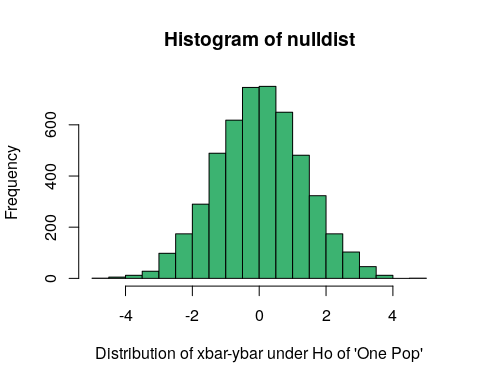 Histogram of nulldist
Frequency
600
400
200
0
-4 -2 0 2 4
Distribution of xbar-ybar under Ho of 'One Pop'